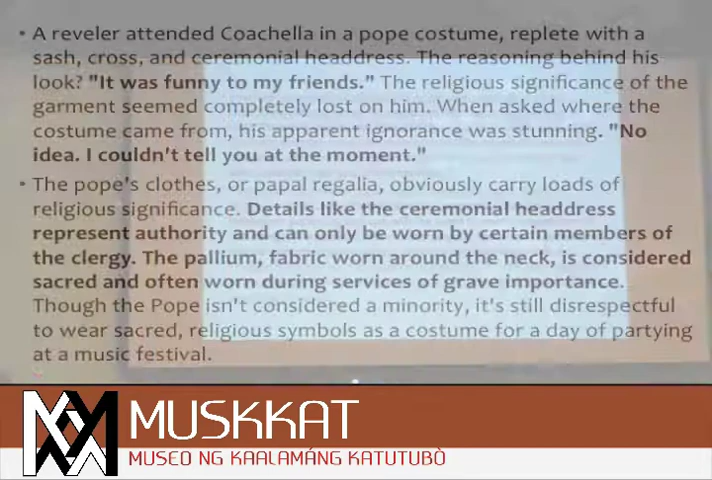 • A reveler attended Coachella in a pope costume, replete with a
sash, cross, and ceremonial headdress. The reasoning behind his
look? "It was funny to my friends." The religious significance of the
garment seemed completely lost on him. When asked where the
costume came from, his apparent ignorance was stunning. "No
idea. I couldn't tell you at the moment."
• The pope's clothes, or papal regalia, obviously carry loads of
religious significance. Details like the ceremonial headdress
represent authority and can only be worn by certain members of
the clergy. The pallium, fabric worn around the neck, is considered
sacred and often worn during services of grave importance.
Though the Pope isn't considered a minority, it's still disrespectful
to wear sacred, religious symbols as a costume for a day of partying
at a music festival.
MUSKKAT
MUSEO NG KAALAMÁNG KATUTUBÒ